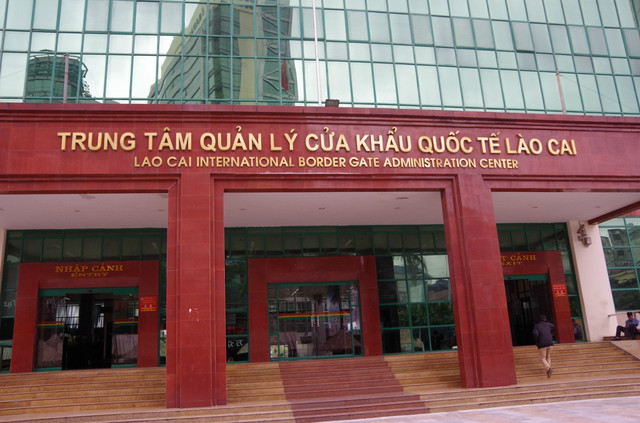 TRUNG TÂM QUẢN LÝ CỬA KHẨU QUỐC TẾ LÀO CAI
LAO CAI INTERNATIONAL BORDER GATE ADMINISTRATION CENTER
NHẬP CẢNH
ENTRY
CẢNH
EXIT